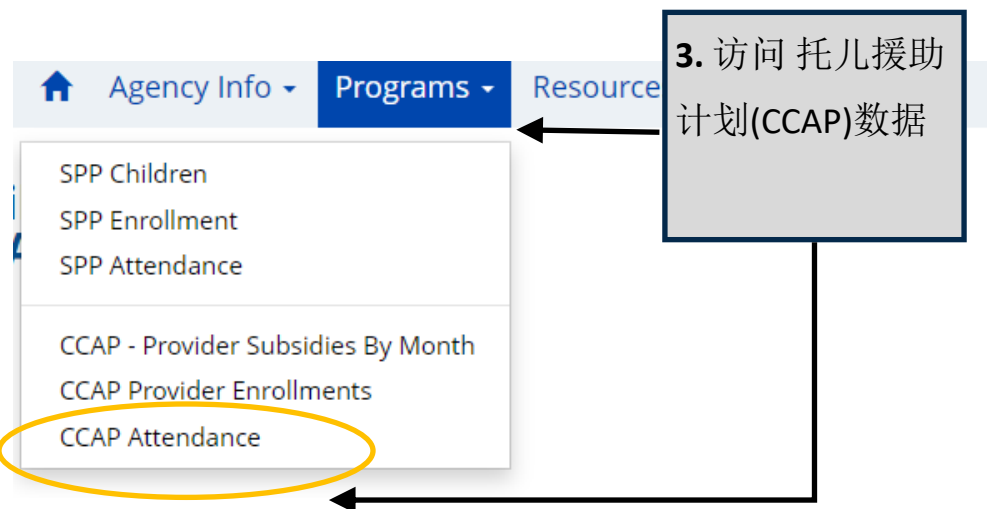 Agency Info
Programs
Resource
3. 访问 托儿援助
计划(CCAP)数据
SPP Children
SPP Enrollment
SPP Attendance
CCAP - Provider Subsidies By Month
CCAP Provider Enrollments
CCAP Attendance